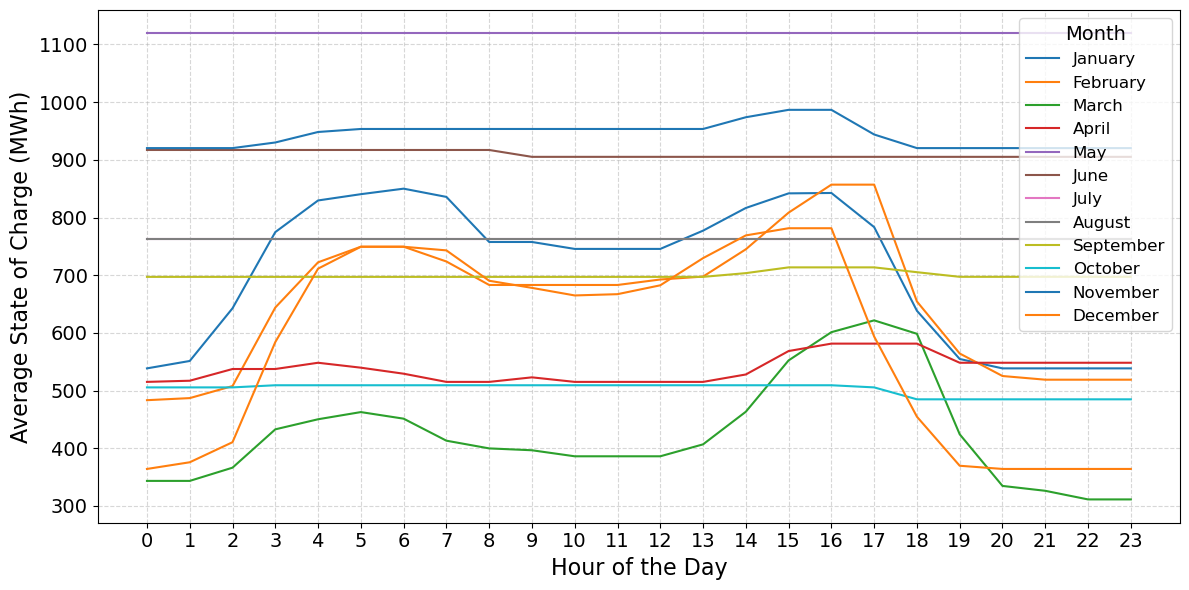 Average State of Charge (MWh)
1100
1000
900
800
700
600
500
400
300
Month
January
February
March
April
May
June
July
August
September
October
November
December
0 1 2 3 4 5 6 7 8 9 10 11 12 13 14 15 16 17 18 19 20 21 22 23
Hour of the Day